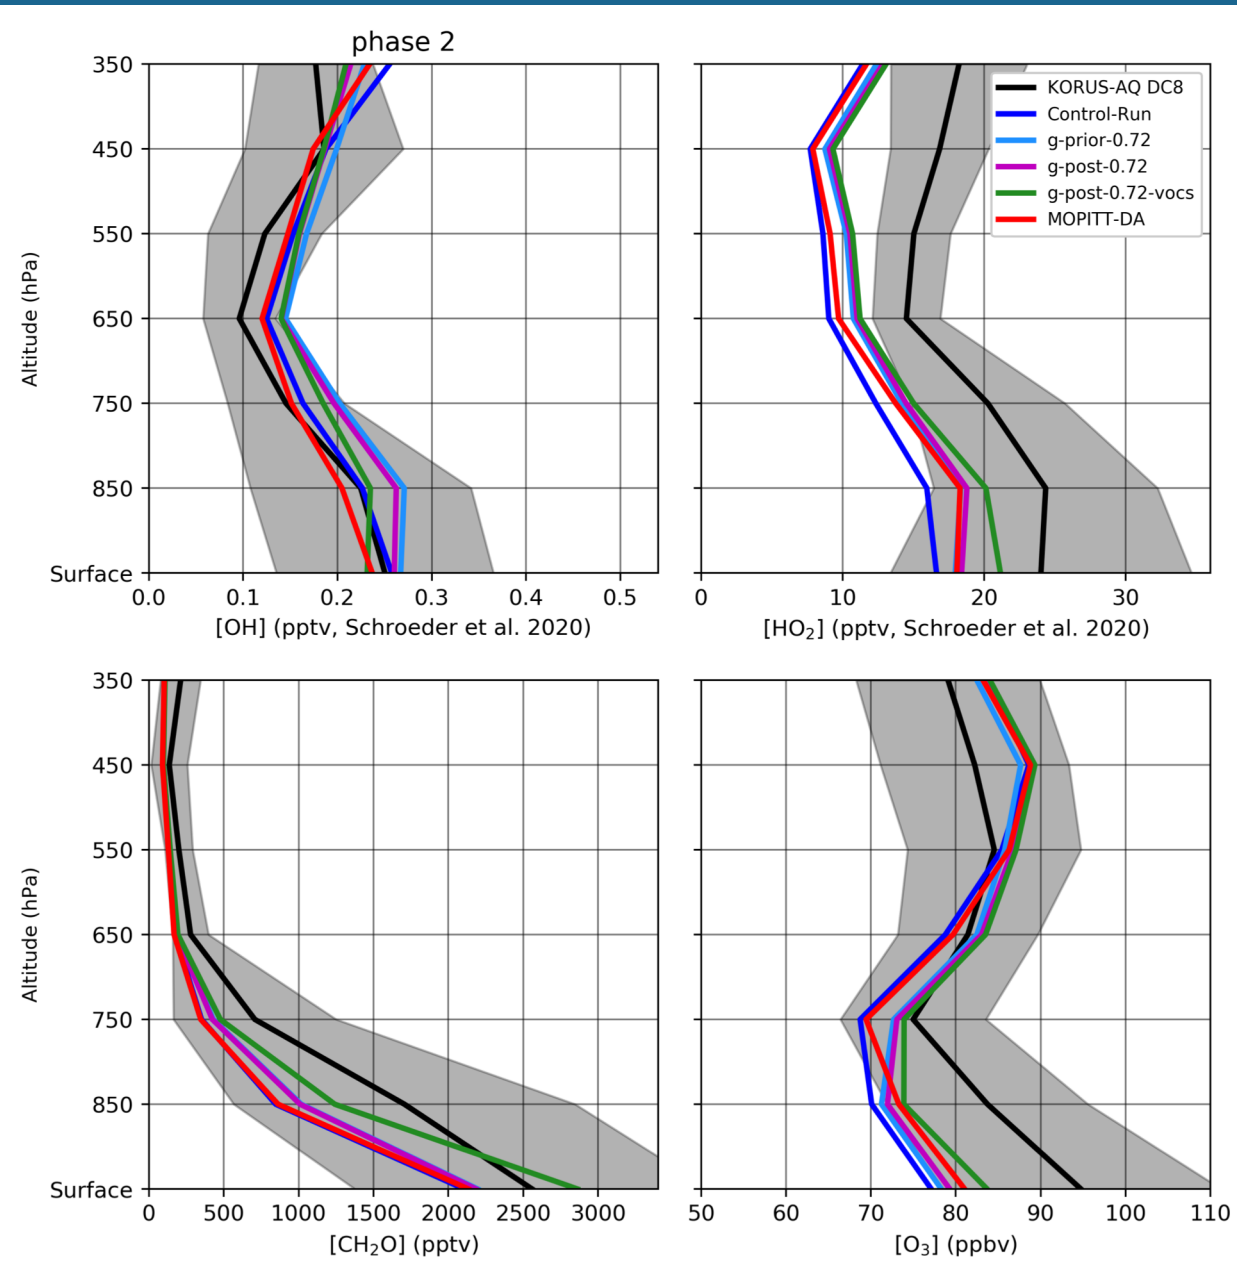 phase 2
350
450
550
650
750
850
Surface
Altitude (hPa)
0.0 0.1 0.2 0.3 0.4 0.5
[OH] (pptv, Schroeder et al. 2020)
KORUS-AQ DC8
Control-Run
g-prior-0.72
g-post-0.72
g-post-0.72-vocs
MOPITT-DA
0 10 20 30
[HO₂] (pptv, Schroeder et al. 2020)
350
450
550
650
750
850
Surface
Altitude (hPa)
0 500 1000 1500 2000 2500 3000
[CH₂O] (pptv)
50 60 70 80 90 100 110
[O₃] (ppbv)